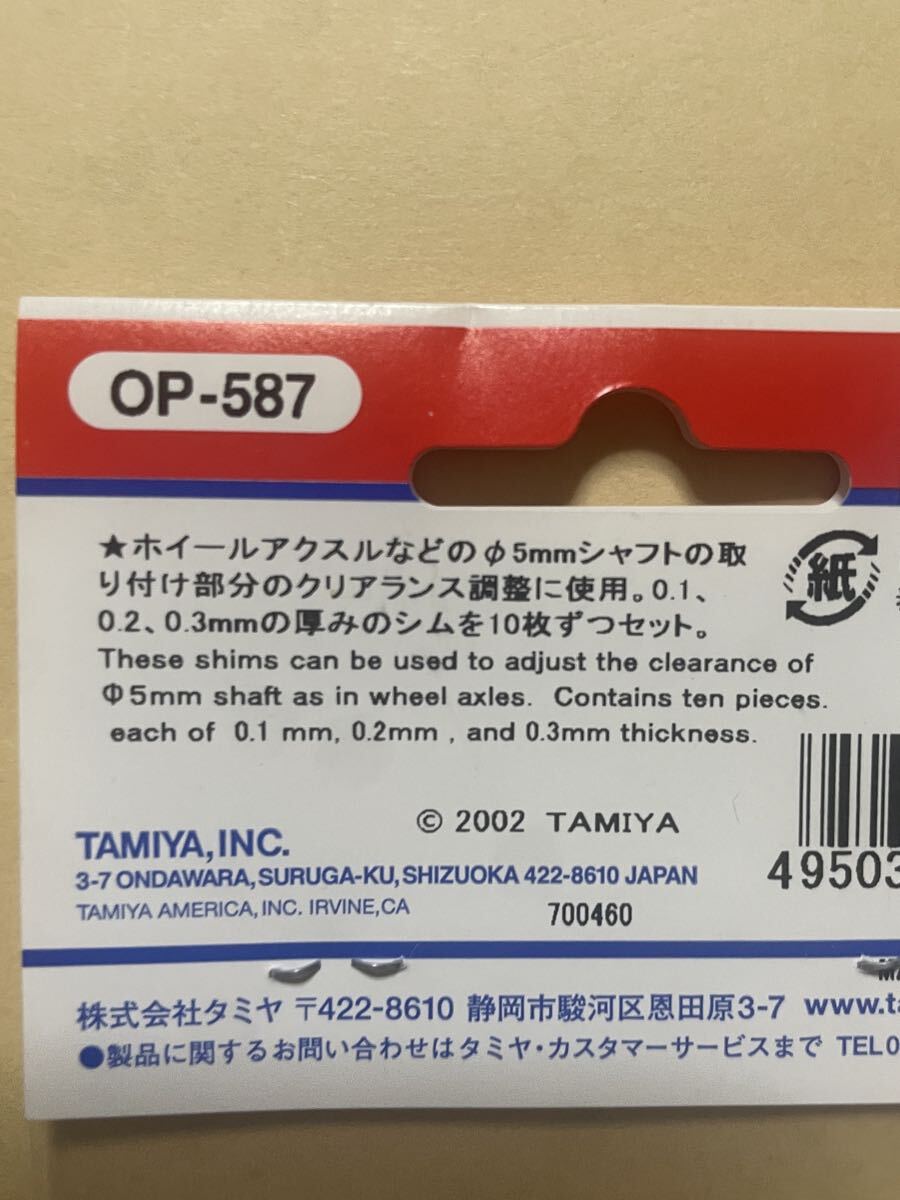 OP-587
★ホイールアクスルなどのφ5mmシャフトの取
り付け部分のクリアランス調整に使用。0.1、
0.2、0.3mmの厚みのシムを10枚ずつセット。
紙
These shims can be used to adjust the clearance of
Φ5mm shaft as in wheel axles. Contains ten pieces.
each of 0.1 mm, 0.2mm , and 0.3mm thickness.
© 2002 TAMIYA
TAMIYA,INC.
3-7 ONDAWARA, SURUGA-KU, SHIZUOKA 422-8610 JAPAN
TAMIYA AMERICA, INC. IRVINE, CA
700460
49503
株式会社タミヤ 〒422-8610 静岡市駿河区恩田原3-7 www.ta
●製品に関するお問い合わせはタミヤ・カスタマーサービスまで TEL0